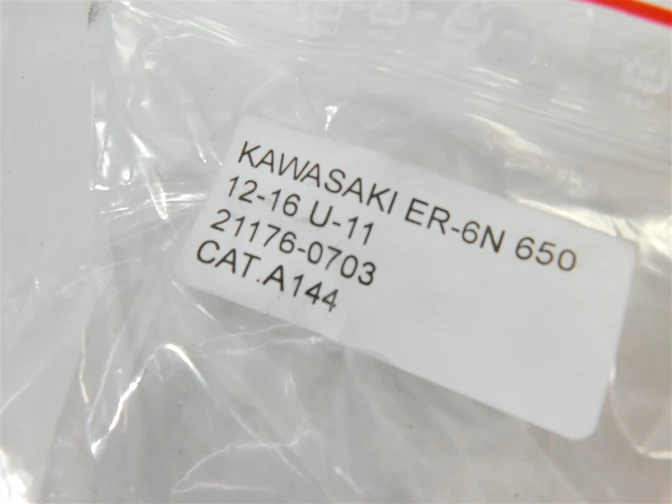 KAWASAKI ER-6N 650
12-16 U-11
21176-0703
CAT.A144